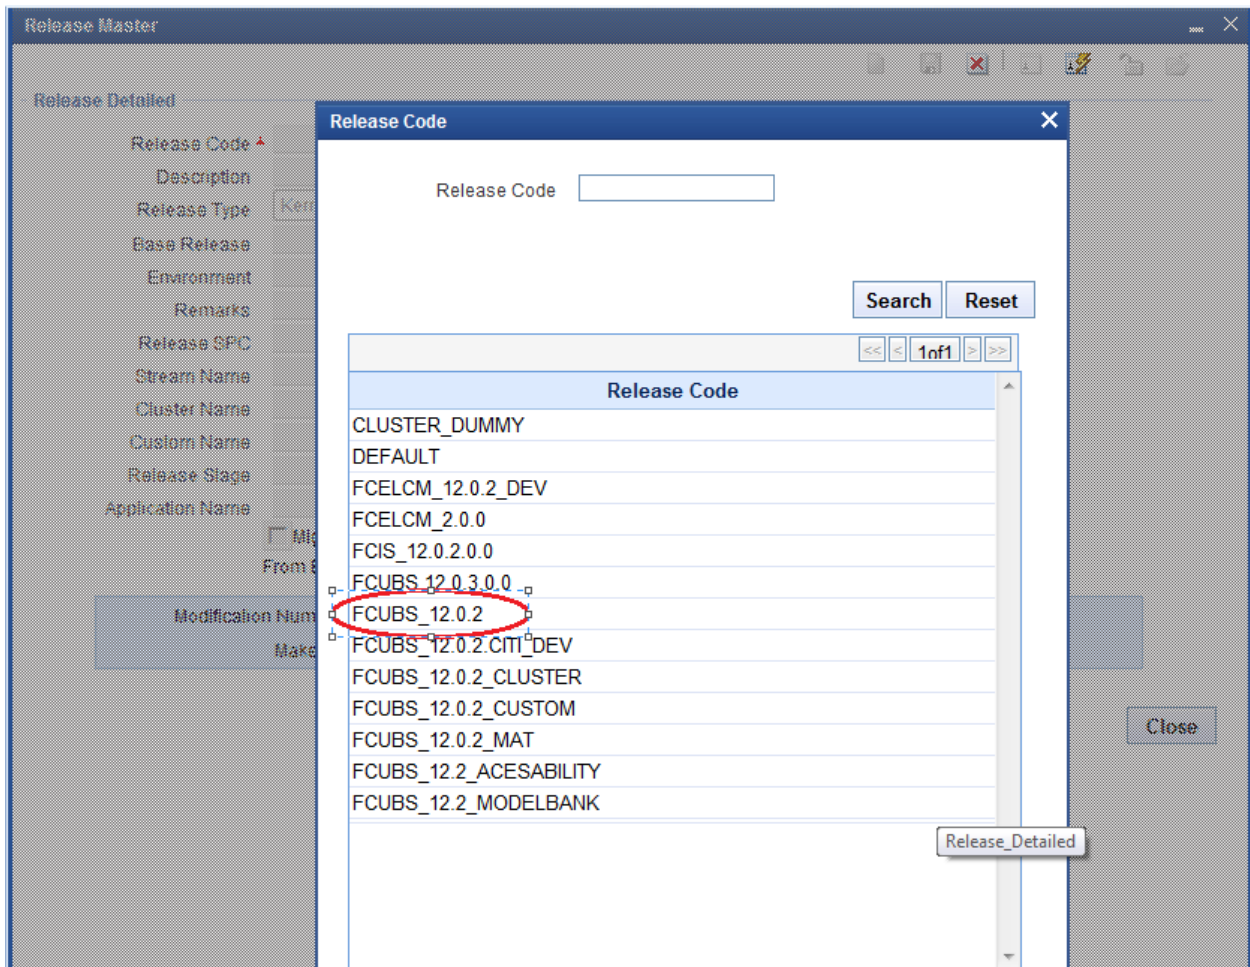 Release Master
Release Detailed
Release Code
Description
Release Type
Base Release
Environment
Remarks
Release SPC
Stream Name
Cluster Name
Custom Name
Release Stage
Application Name
From
Release Code
Release Code
Search Reset
<< < 1of1 > >>
Release Code
CLUSTER_DUMMY
DEFAULT
FCELCM_12.0.2_DEV
FCELCM_2.0.0
FCIS_12.0.2.0.0
FCUBS_12.0.3.0.0
FCUBS_12.0.2
FCUBS_12.0.2.CITI_DEV
FCUBS_12.0.2_CLUSTER
FCUBS_12.0.2_CUSTOM
FCUBS_12.0.2_MAT
FCUBS_12.2_ACESABILITY
FCUBS_12.2_MODELBANK
Modification Num
Make
Close
Release_Detailed